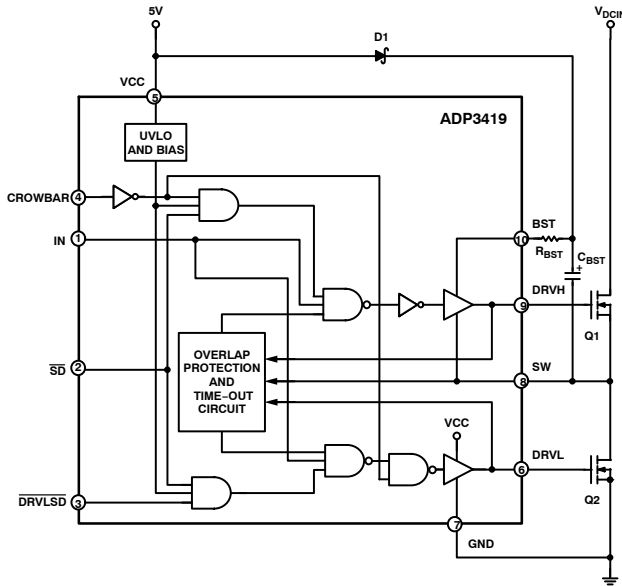 5V
D1
VDCIN
VCC
5
ADP3419
UVLO
AND BIAS
CROWBAR
4
IN
1
BST
10
RBST
CBST
+
DRVH
9
Q1
OVERLAP
PROTECTION
AND
TIME−OUT
CIRCUIT
SD
2
SW
8
VCC
DRVL
6
Q2
DRVLSD
3
7
GND